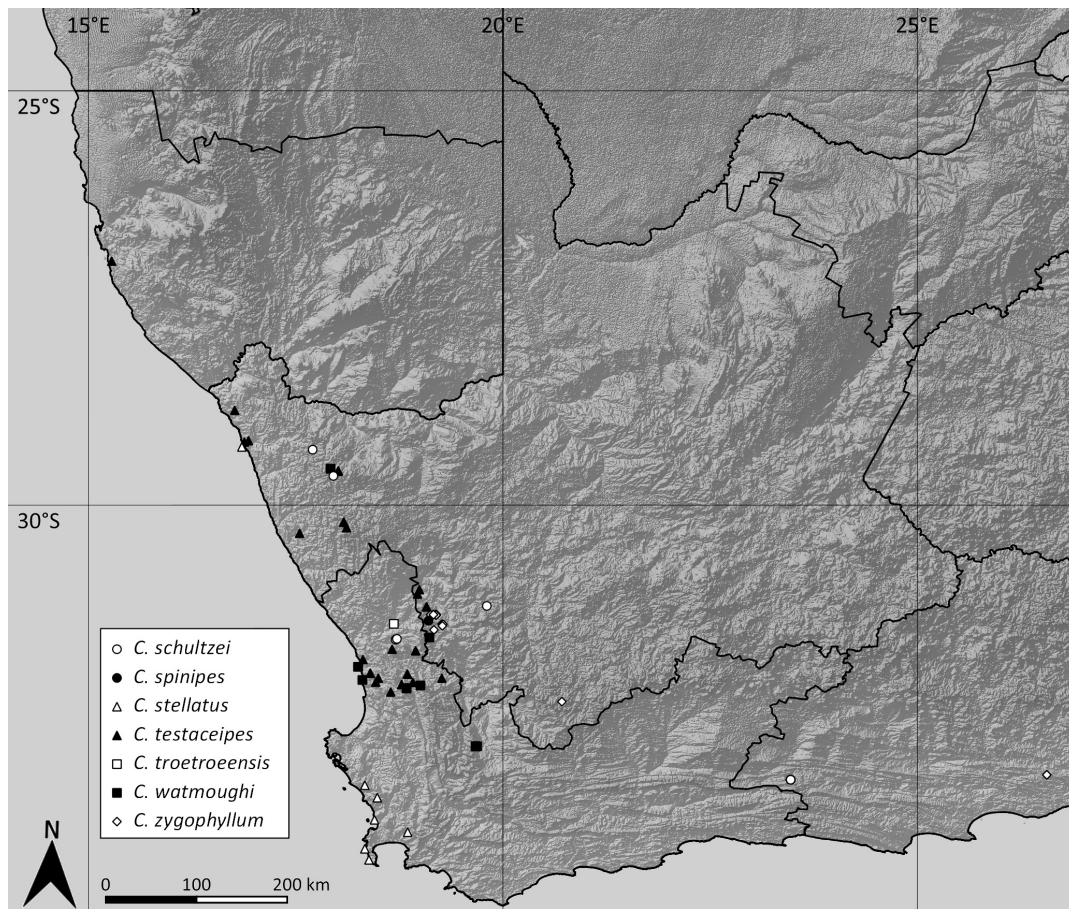 15°E 20°E 25°E
25°S
30°S
C. schultzei
C. spinipes
C. stellatus
C. testaceipes
C. troetroeensis
C. watmoughi
C. zygophyllum
N
0 100 200 km